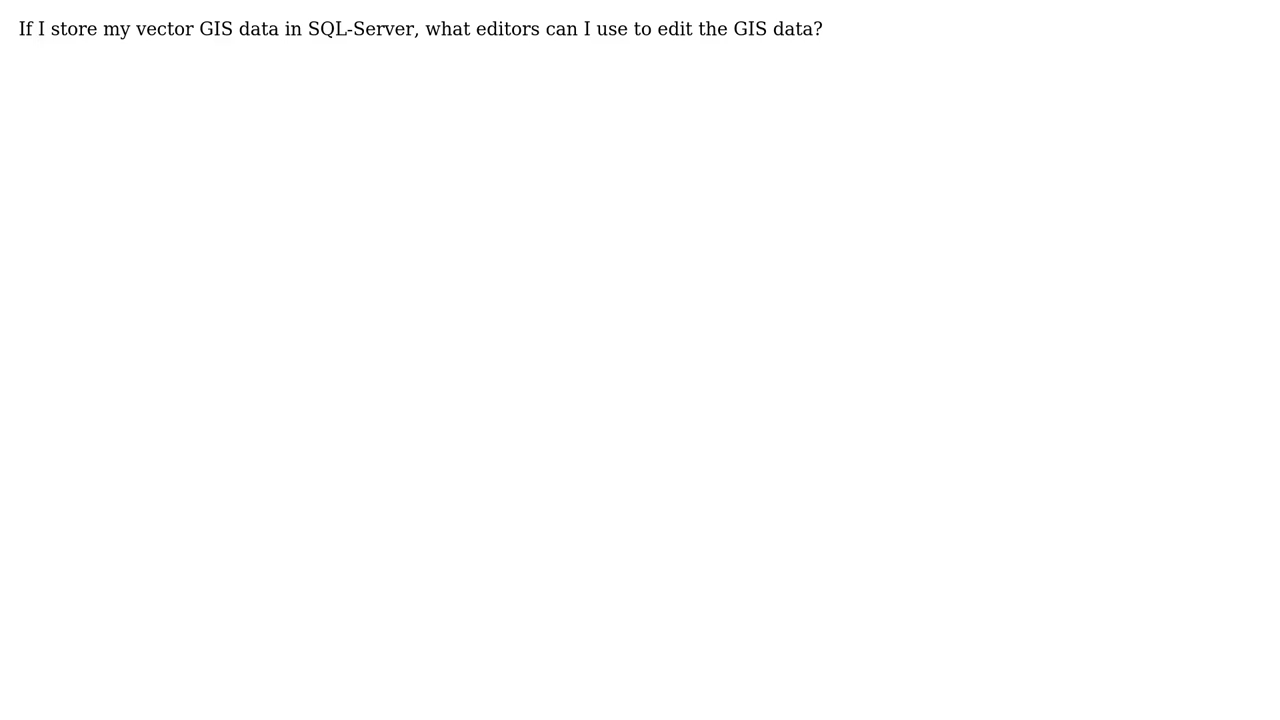 If I store my vector GIS data in SQL-Server, what editors can I use to edit the GIS data?